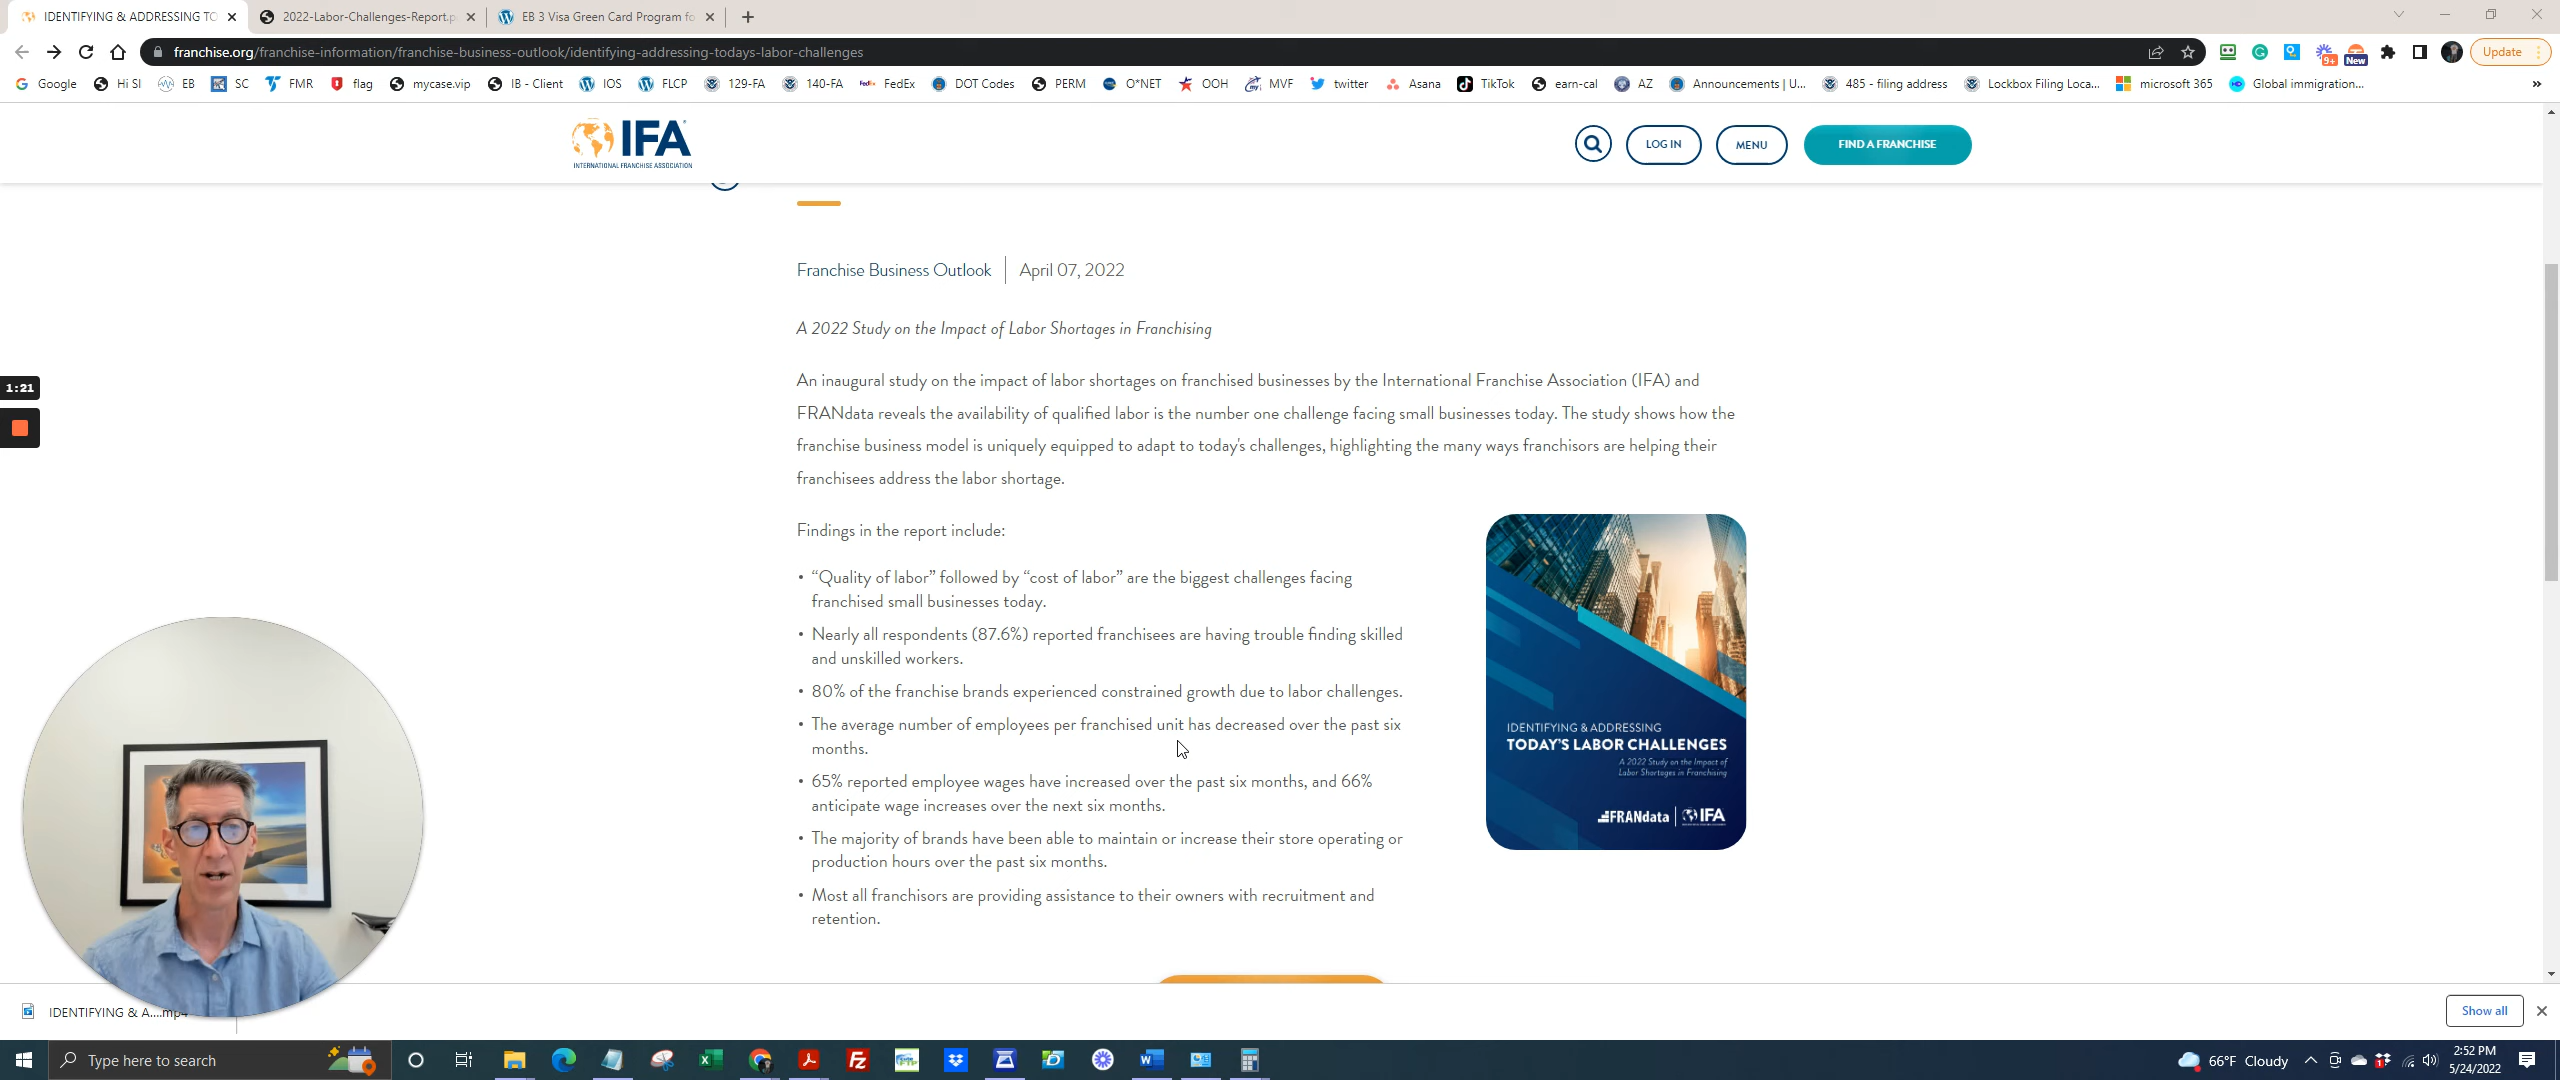 IDENTIFYING & ADDRESSING TO
2022-Labor-Challenges-Report.p
EB 3 Visa Green Card Program fo
franchise.org/franchise-information/franchise-business-outlook/identifying-addressing-todays-labor-challenges
9+
New
Update
Google
Hi SI
EB
SC
FMR
flag
mycase.vip
IB - Client
IOS
FLCP
129-FA
140-FA
FedEx
DOT Codes
PERM
O*NET
OOH
MVF
twitter
Asana
TikTok
earn-cal
AZ
Announcements | U...
485 - filing address
Lockbox Filing Loca...
microsoft 365
Global immigration...
»
IFA
INTERNATIONAL FRANCHISE ASSOCIATION
LOG IN
MENU
FIND A FRANCHISE
Franchise Business Outlook | April 07, 2022
A 2022 Study on the Impact of Labor Shortages in Franchising
An inaugural study on the impact of labor shortages on franchised businesses by the International Franchise Association (IFA) and
FRANdata reveals the availability of qualified labor is the number one challenge facing small businesses today. The study shows how the
franchise business model is uniquely equipped to adapt to today's challenges, highlighting the many ways franchisors are helping their
franchisees address the labor shortage.
1:21
Findings in the report include:
• “Quality of labor” followed by “cost of labor” are the biggest challenges facing
franchised small businesses today.
• Nearly all respondents (87.6%) reported franchisees are having trouble finding skilled
and unskilled workers.
• 80% of the franchise brands experienced constrained growth due to labor challenges.
• The average number of employees per franchised unit has decreased over the past six
months.
• 65% reported employee wages have increased over the past six months, and 66%
anticipate wage increases over the next six months.
• The majority of brands have been able to maintain or increase their store operating or
production hours over the past six months.
• Most all franchisors are providing assistance to their owners with recruitment and
retention.
IDENTIFYING & ADDRESSING
TODAY'S LABOR CHALLENGES
A 2022 Study on the Impact of
Labor Shortages in Franchising
FRANdata | IFA
IDENTIFYING & A....mp4
Show all
Type here to search
66°F Cloudy
2:52 PM
5/24/2022